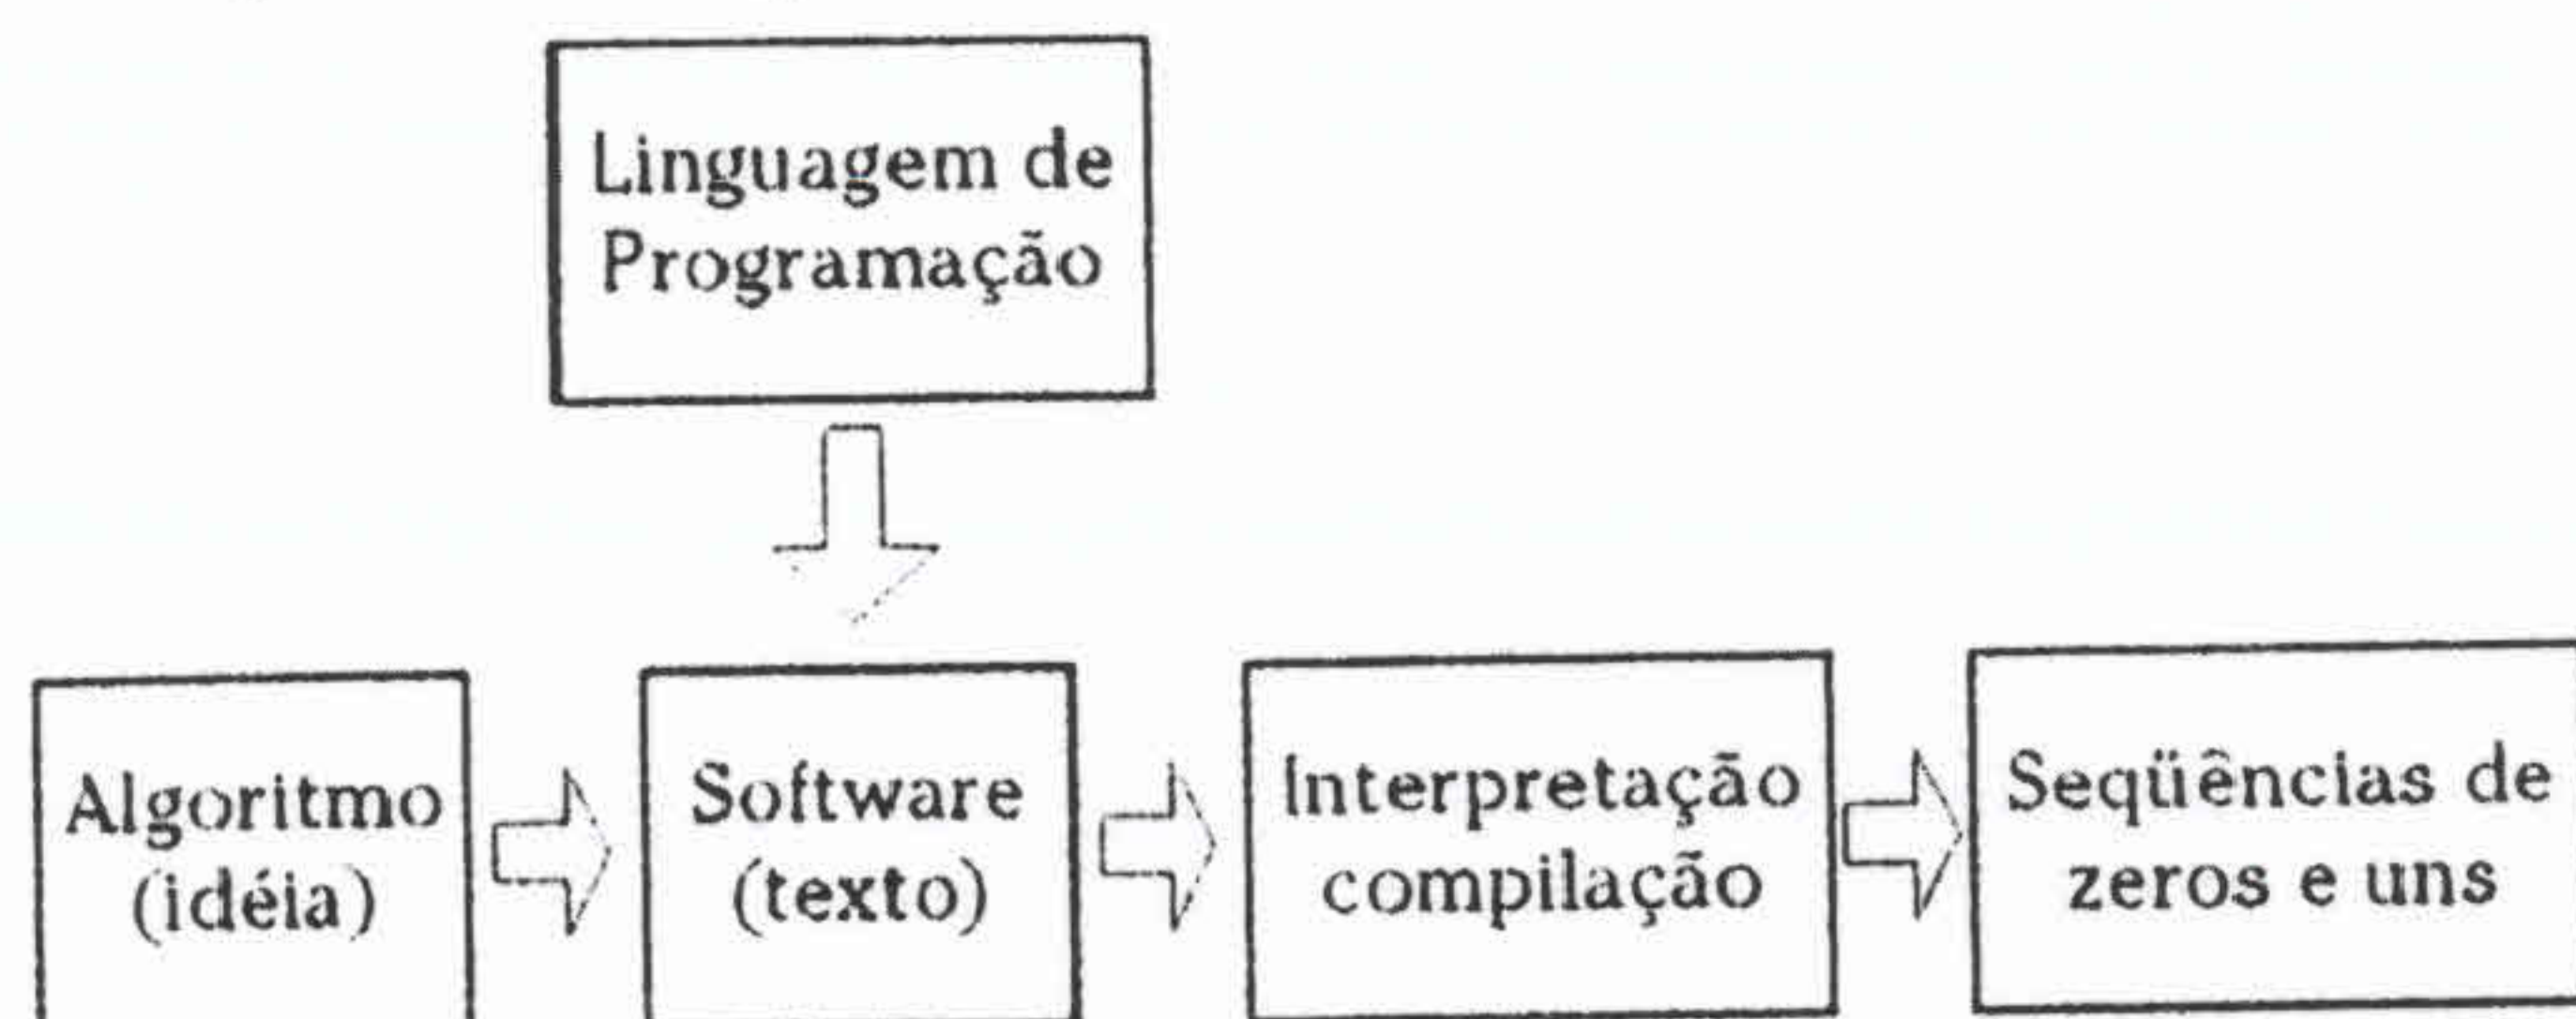 Linguagem de
Programação
Algoritmo
(idéia)
Software
(texto)
Interpretação
compilação
Seqüências de
zeros e uns